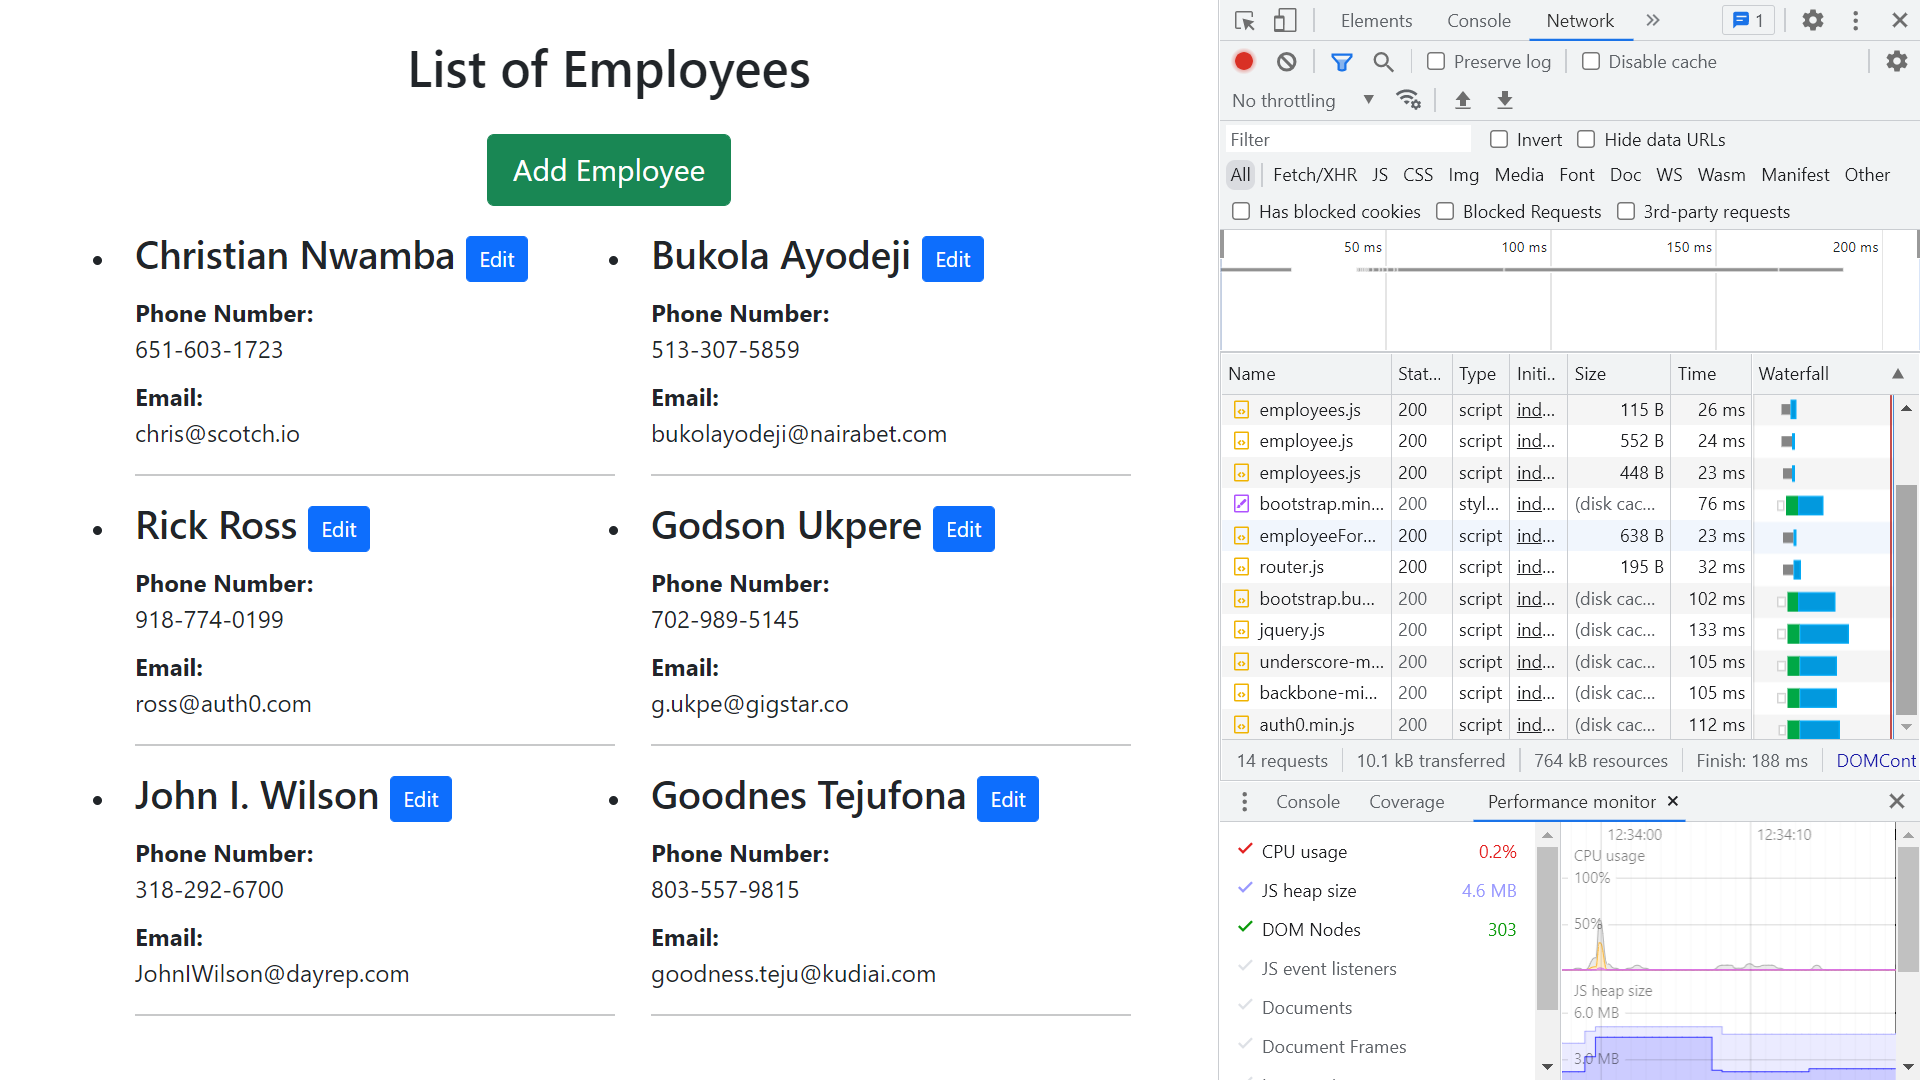 List of Employees
Add Employee
Christian Nwamba Edit
Phone Number:
651-603-1723
Email:
chris@scotch.io
Bukola Ayodeji Edit
Phone Number:
513-307-5859
Email:
bukolayodeji@nairabet.com
Rick Ross Edit
Phone Number:
918-774-0199
Email:
ross@auth0.com
Godson Ukpere Edit
Phone Number:
702-989-5145
Email:
g.ukpe@gigstar.co
John I. Wilson Edit
Phone Number:
318-292-6700
Email:
JohnIWilson@dayrep.com
Goodnes Tejufona Edit
Phone Number:
803-557-9815
Email:
goodness.teju@kudiai.com
Elements Console Network 1
Preserve log Disable cache
No throttling
Filter Invert Hide data URLs
All Fetch/XHR JS CSS Img Media Font Doc WS Wasm Manifest Other
Has blocked cookies Blocked Requests 3rd-party requests
50 ms 100 ms 150 ms 200 ms
Name Stat... Type Initi.. Size Time Waterfall
employees.js 200 script ind... 115 B 26 ms
employee.js 200 script ind... 552 B 24 ms
employees.js 200 script ind... 448 B 23 ms
bootstrap.min... 200 styl... ind... (disk cac... 76 ms
employeeFor... 200 script ind... 638 B 23 ms
router.js 200 script ind... 195 B 32 ms
bootstrap.bu... 200 script ind... (disk cac... 102 ms
jquery.js 200 script ind... (disk cac... 133 ms
underscore-m... 200 script ind... (disk cac... 105 ms
backbone-mi... 200 script ind... (disk cac... 105 ms
auth0.min.js 200 script ind... (disk cac... 112 ms
14 requests 10.1 kB transferred 764 kB resources Finish: 188 ms DOMCont
Console Coverage Performance monitor
CPU usage 0.2%
JS heap size 4.6 MB
DOM Nodes 303
JS event listeners
Documents
Document Frames
12:34:00 12:34:10
CPU usage
100%
50%
JS heap size
6.0 MB
3.0 MB